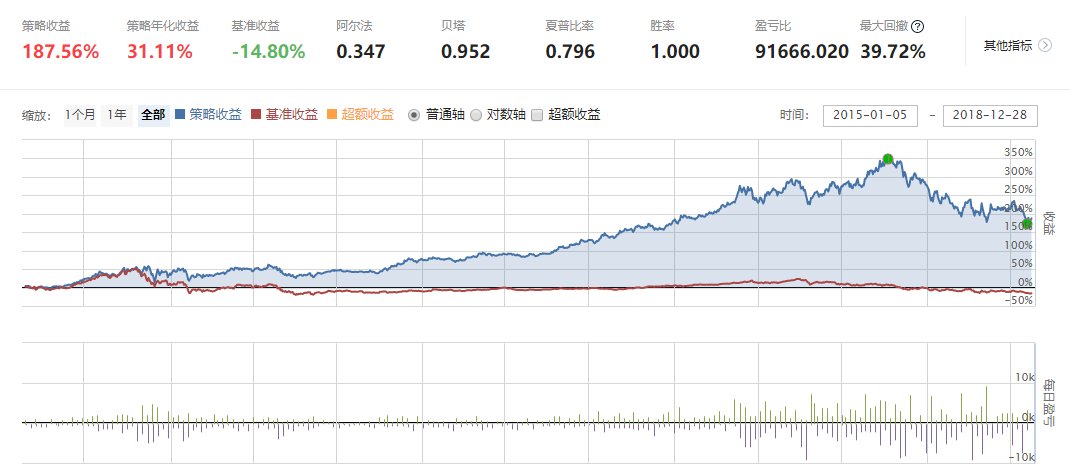 策略收益 策略年化收益 基准收益 阿尔法 贝塔 夏普比率 胜率 盈亏比 最大回撤
187.56% 31.11% -14.80% 0.347 0.952 0.796 1.000 91666.020 39.72%
其他指标
缩放: 1个月 1年 全部 策略收益 基准收益 超额收益 普通轴 对数轴 超额收益 时间: 2015-01-05 - 2018-12-28
350%
300%
250%
200%
150%
100%
50%
0%
-50%
收益
10k
0k
-10k
每日盈亏